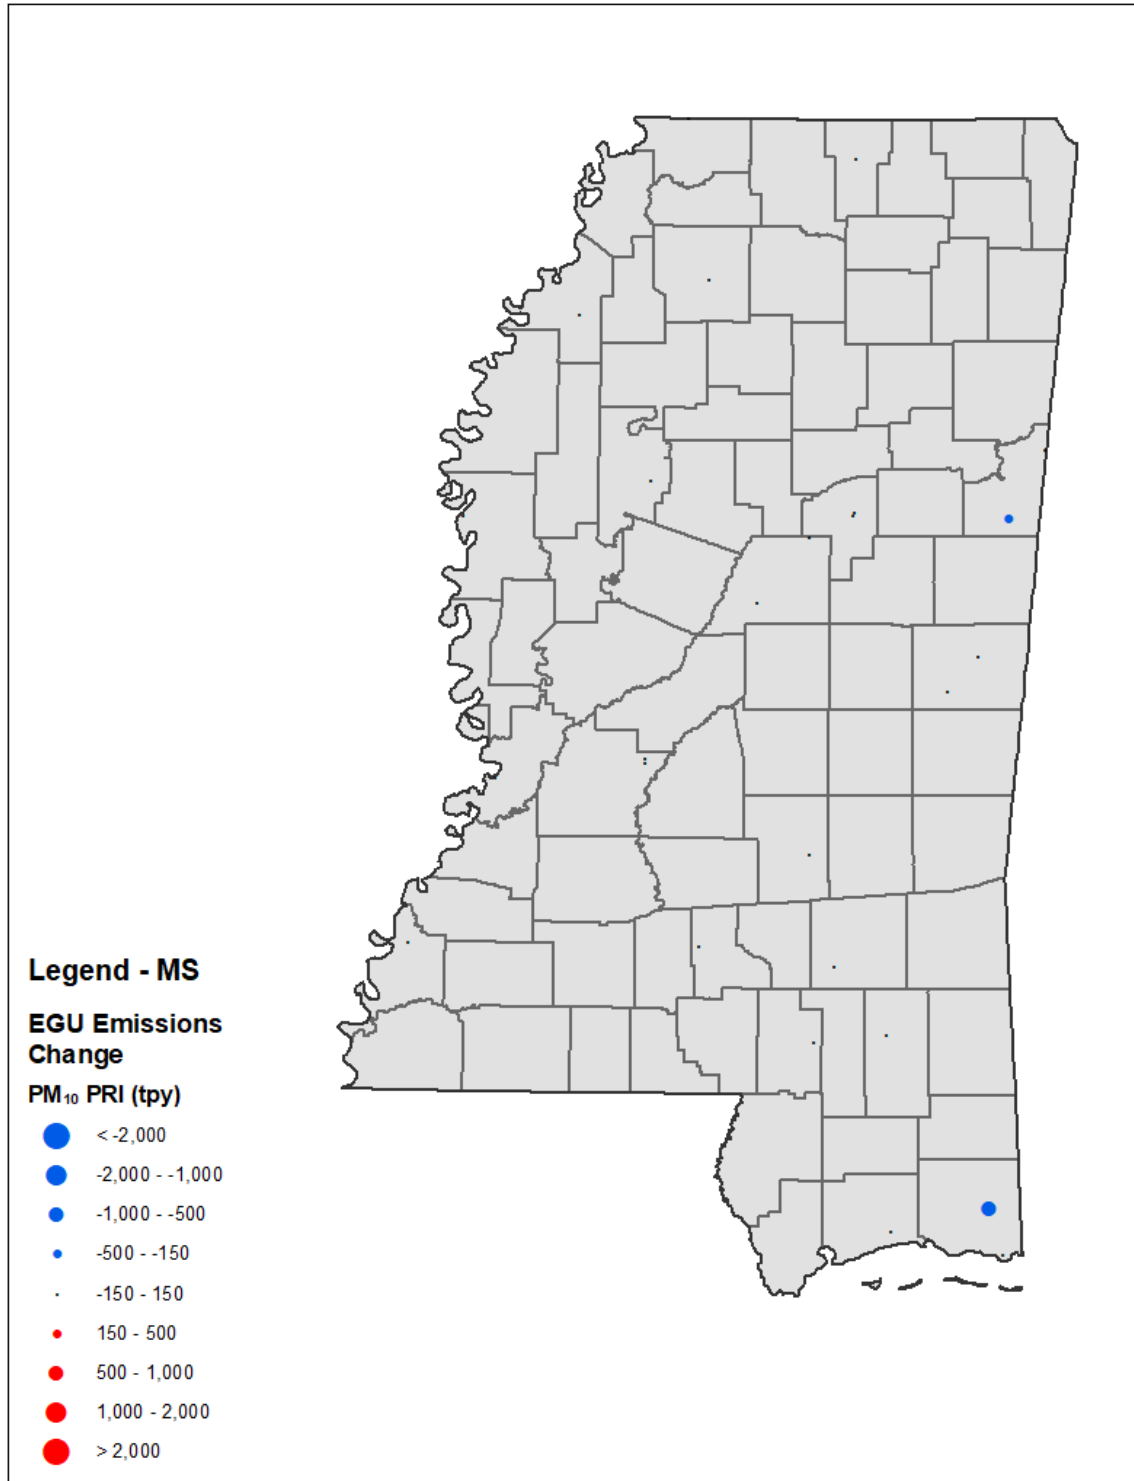 Legend - MS
EGU Emissions
Change
PM₁₀ PRI (tpy)
< -2,000
-2,000 - -1,000
-1,000 - -500
-500 - -150
-150 - 150
150 - 500
500 - 1,000
1,000 - 2,000
> 2,000